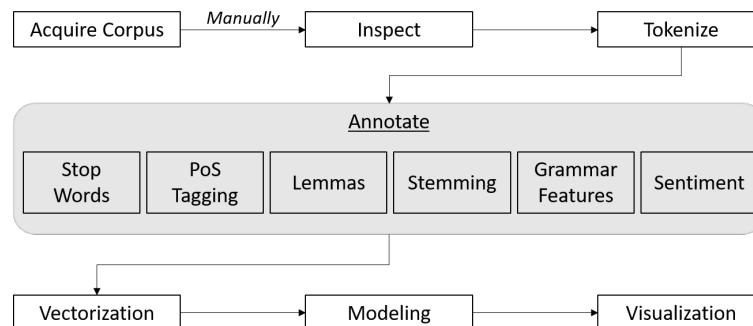 Acquire Corpus
Manually
Inspect
Tokenize
Annotate
Stop
Words
PoS
Tagging
Lemmas
Stemming
Grammar
Features
Sentiment
Vectorization
Modeling
Visualization